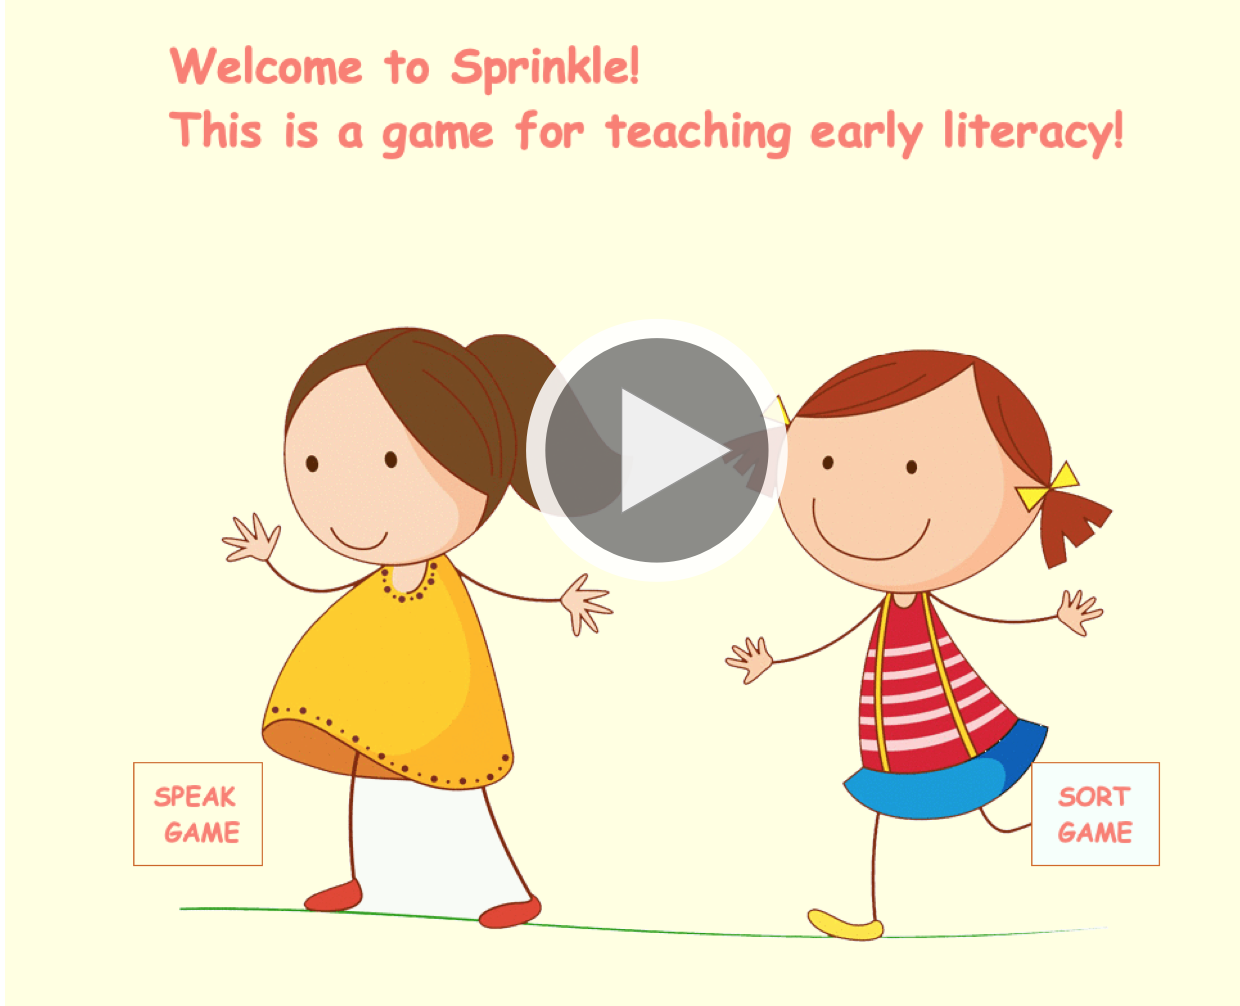 Welcome to Sprinkle!
This is a game for teaching early literacy!
SPEAK
GAME
SORT
GAME